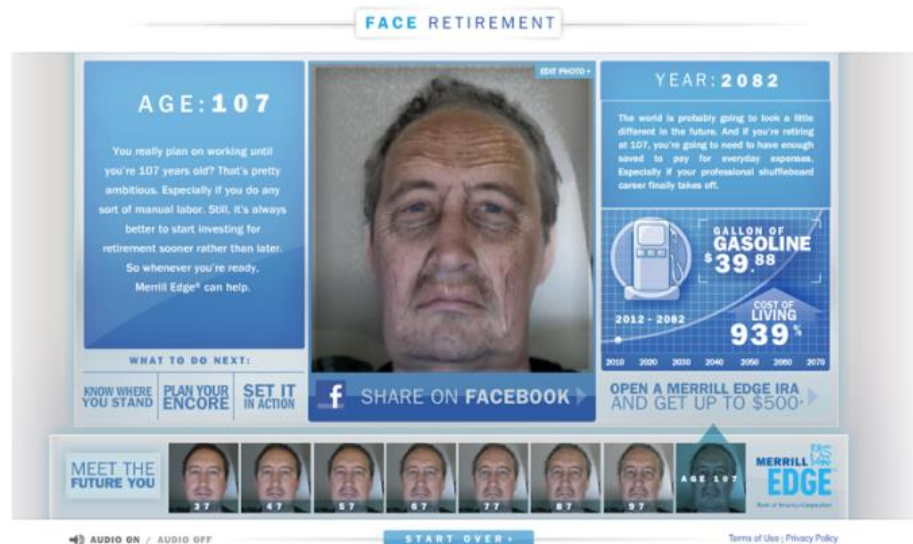 FACE RETIREMENT
AGE:107
You really plan on working until
you're 107 years old? That's pretty
ambitious. Especially if you do any
sort of manual labor. Still, it's always
better to start investing for
retirement sooner rather than later.
So whenever you're ready,
Merrill Edge® can help.
WHAT TO DO NEXT:
KNOW WHERE
YOU STAND
PLAN YOUR
ENCORE
SET IT
IN ACTION
EDIT PHOTO
f SHARE ON FACEBOOK
YEAR:2082
The world is probably going to look a little
different in the future. And if you're retiring
at 107, you're going to need to have enough
saved to pay for everyday expenses.
Especially if your professional shuffleboard
career finally takes off.
GALLON OF
GASOLINE
$39.88
COST OF
LIVING
939%
2012 - 2082
2010 2020 2030 2040 2050 2060 2070
OPEN A MERRILL EDGE IRA
AND GET UP TO $500
MEET THE
FUTURE YOU
37 47 57 67 77 87 97 AGE 107
MERRILL
EDGE
Bank of America Corporation
AUDIO ON / AUDIO OFF
START OVER
Terms of Use | Privacy Policy